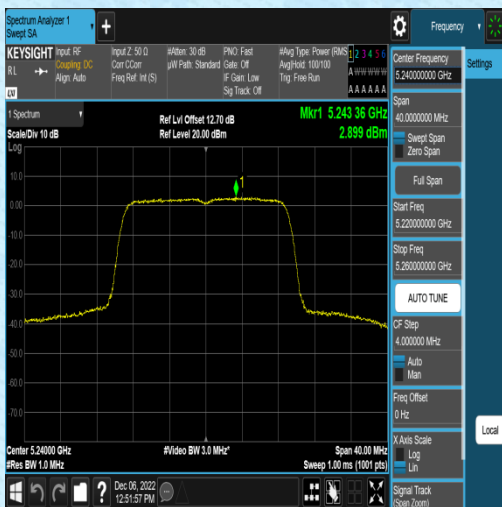 Spectrum Analyzer 1
Swept SA
Frequency
KEYSIGHT
RL
LXI
Input: RF
Coupling: DC
Align: Auto
Input Z: 50 Ω
Corr CCorr
Freq Ref: Int (S)
#Atten: 30 dB
µW Path: Standard
PNO: Fast
Gate: Off
IF Gain: Low
Sig Track: Off
#Avg Type: Power (RMS
Avg|Hold: 100/100
Trig: Free Run
1 2 3 4 5 6
A W W W W W
A A A A A A
1 Spectrum
Scale/Div 10 dB
Log
Ref Lvl Offset 12.70 dB
Ref Level 20.00 dBm
Mkr1 5.243 36 GHz
2.899 dBm
10.0
0.00
-10.0
-20.0
-30.0
-40.0
-50.0
-60.0
-70.0
1
Center 5.24000 GHz
#Res BW 1.0 MHz
#Video BW 3.0 MHz*
Span 40.00 MHz
Sweep 1.00 ms (1001 pts)
Dec 06, 2022
12:51:57 PM
Center Frequency
5.240000000 GHz
Span
40.0000000 MHz
Swept Span
Zero Span
Full Span
Start Freq
5.220000000 GHz
Stop Freq
5.260000000 GHz
AUTO TUNE
CF Step
4.000000 MHz
Auto
Man
Freq Offset
0 Hz
X Axis Scale
Log
Lin
Signal Track
(Span Zoom)
Settings
Local